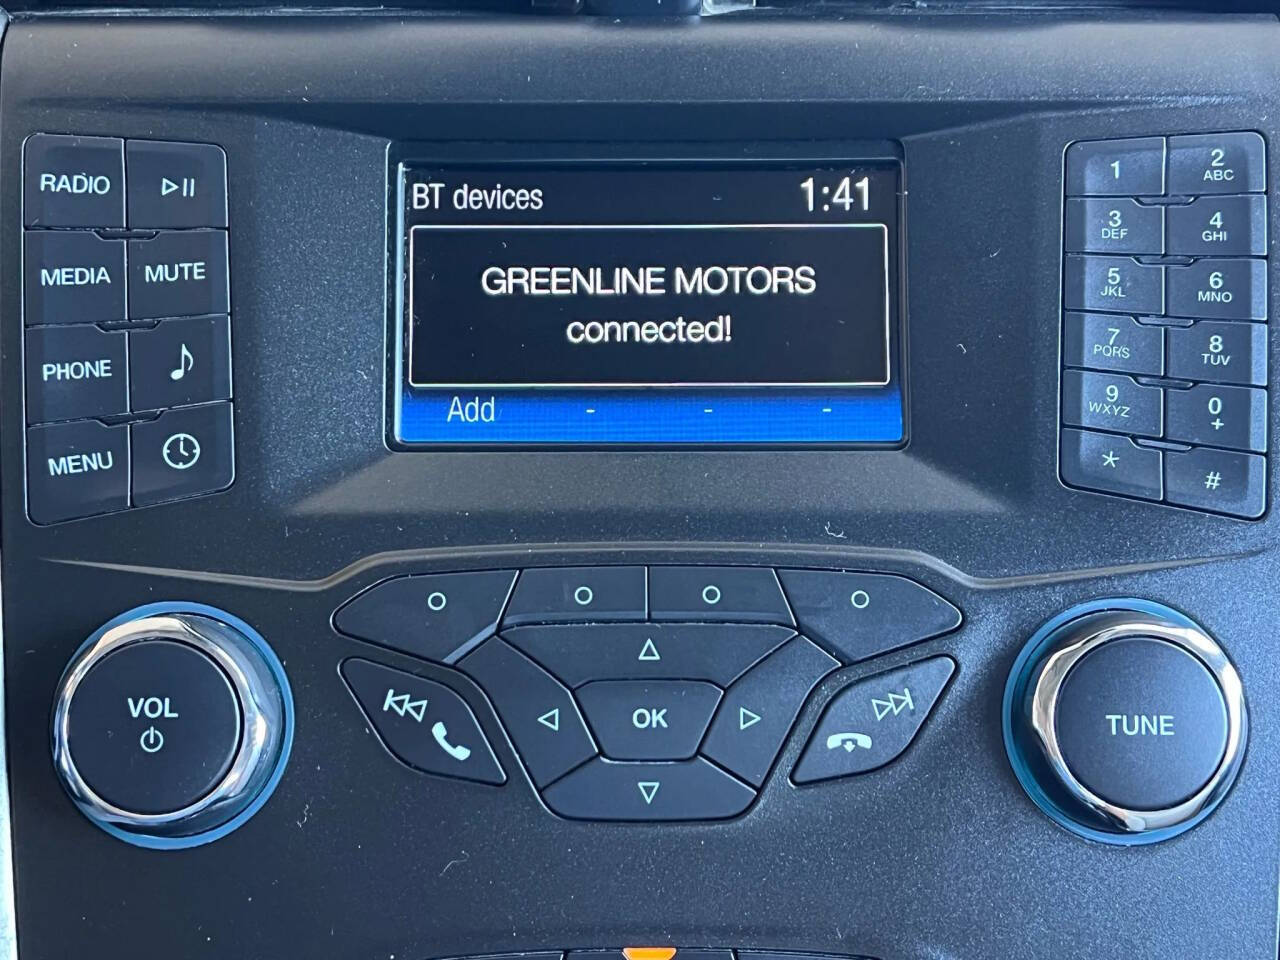 BT devices 1:41
GREENLINE MOTORS
connected!
Add - - -
RADIO
MEDIA MUTE
PHONE
MENU
1 2 ABC
3 DEF 4 GHI
5 JKL 6 MNO
7 PQRS 8 TUV
9 WXYZ 0 +
* #
VOL
OK
TUNE